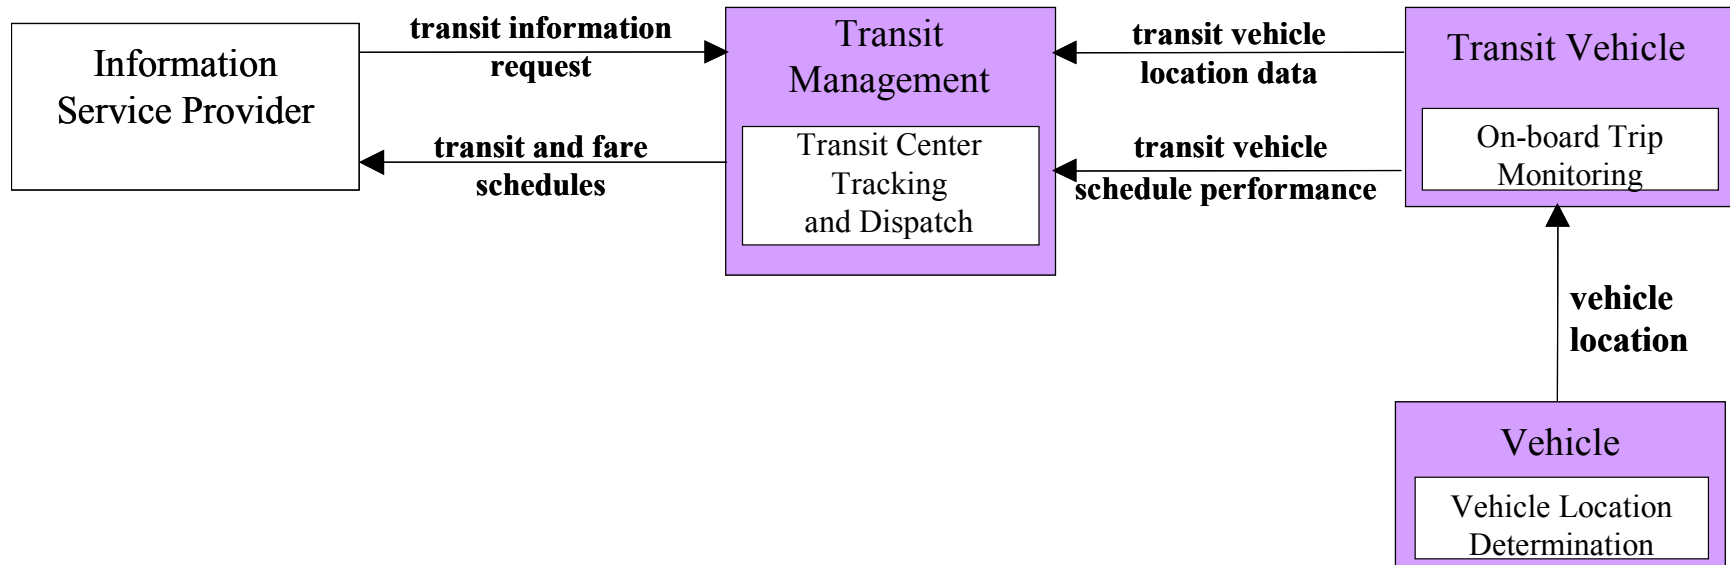 Information
Service Provider
transit information
request
transit and fare
schedules
Transit
Management
Transit Center
Tracking
and Dispatch
transit vehicle
location data
transit vehicle
schedule performance
Transit Vehicle
On-board Trip
Monitoring
vehicle
location
Vehicle
Vehicle Location
Determination